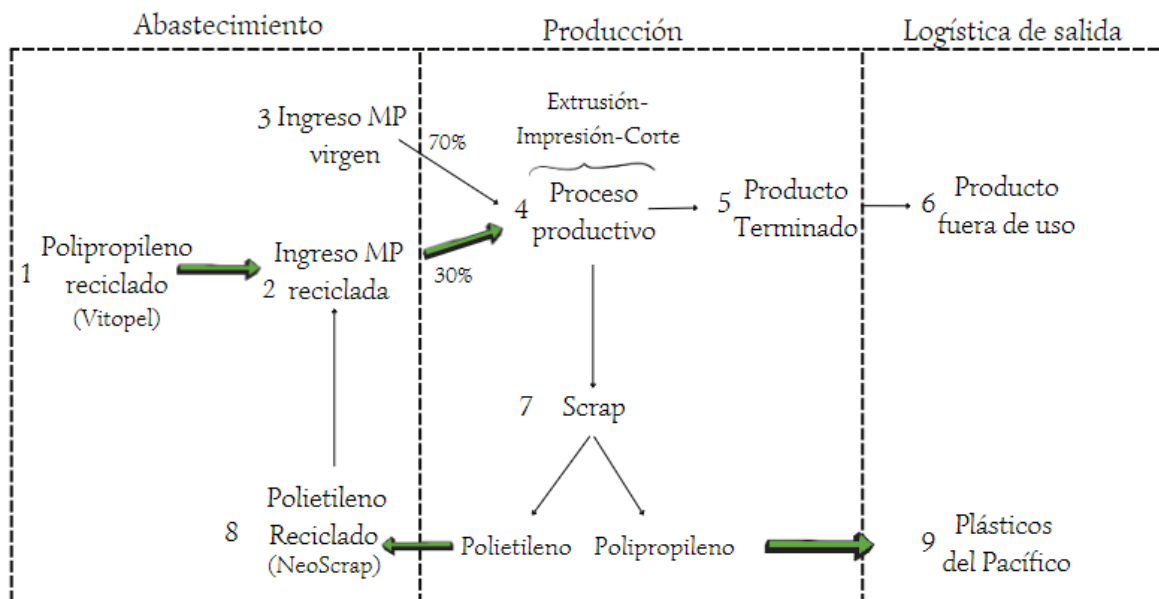 Abastecimiento
Producción
Logística de salida
3 Ingreso MP
virgen
70%
Extrusión-
Impresión-Corte
4 Proceso
productivo
5 Producto
Terminado
6 Producto
fuera de uso
1 Polipropileno
reciclado
(Vitopel)
2 Ingreso MP
reciclada
30%
7 Scrap
8 Polietileno
Reciclado
(NeoScrap)
Polietileno
Polipropileno
9 Plásticos
del Pacífico